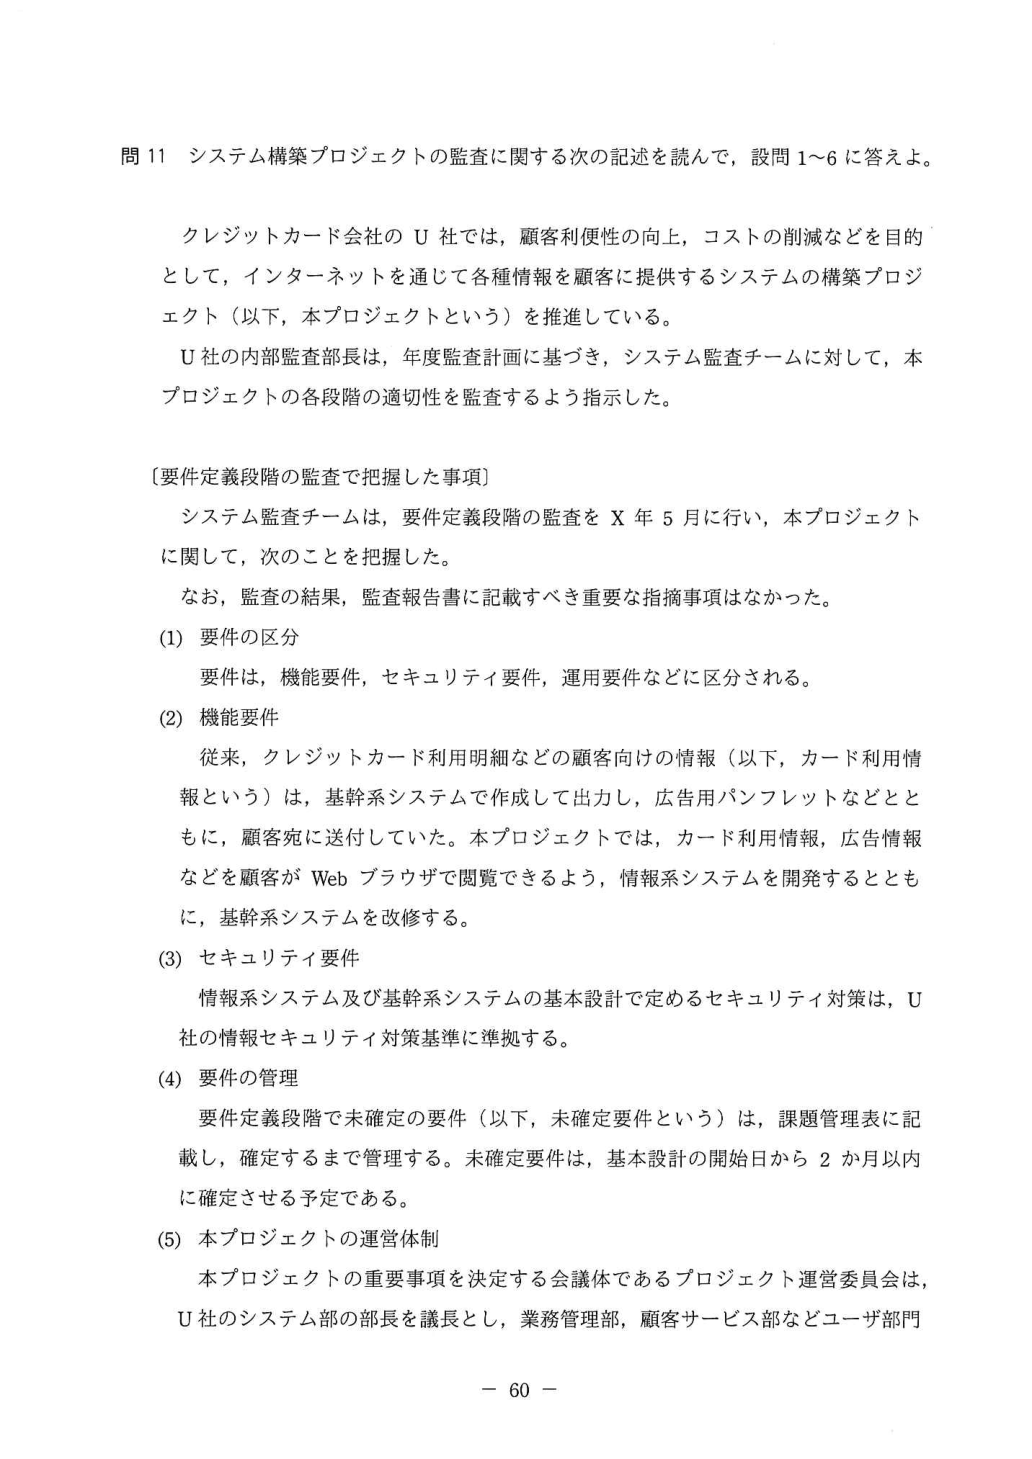 問 11 システム構築プロジェクトの監査に関する次の記述を読んで，設問 1~6 に答えよ。
クレジットカード会社の U 社では，顧客利便性の向上，コストの削減などを目的
として，インターネットを通じて各種情報を顧客に提供するシステムの構築プロジ
ェクト（以下，本プロジェクトという）を推進している。
U 社の内部監査部長は，年度監査計画に基づき，システム監査チームに対して，本
プロジェクトの各段階の適切性を監査するよう指示した。
〔要件定義段階の監査で把握した事項〕
システム監査チームは，要件定義段階の監査を X 年 5 月に行い，本プロジェクト
に関して，次のことを把握した。
なお，監査の結果，監査報告書に記載すべき重要な指摘事項はなかった。
(1) 要件の区分
要件は，機能要件，セキュリティ要件，運用要件などに区分される。
(2) 機能要件
従来，クレジットカード利用明細などの顧客向けの情報（以下，カード利用情
報という）は，基幹系システムで作成して出力し，広告用パンフレットなどとと
もに，顧客宛に送付していた。本プロジェクトでは，カード利用情報，広告情報
などを顧客が Web ブラウザで閲覧できるよう，情報系システムを開発するととも
に，基幹系システムを改修する。
(3) セキュリティ要件
情報系システム及び基幹系システムの基本設計で定めるセキュリティ対策は，U
社の情報セキュリティ対策基準に準拠する。
(4) 要件の管理
要件定義段階で未確定の要件（以下，未確定要件という）は，課題管理表に記
載し，確定するまで管理する。未確定要件は，基本設計の開始日から 2 か月以内
に確定させる予定である。
(5) 本プロジェクトの運営体制
本プロジェクトの重要事項を決定する会議体であるプロジェクト運営委員会は，
U 社のシステム部の部長を議長とし，業務管理部，顧客サービス部などユーザ部門
－ 60 －